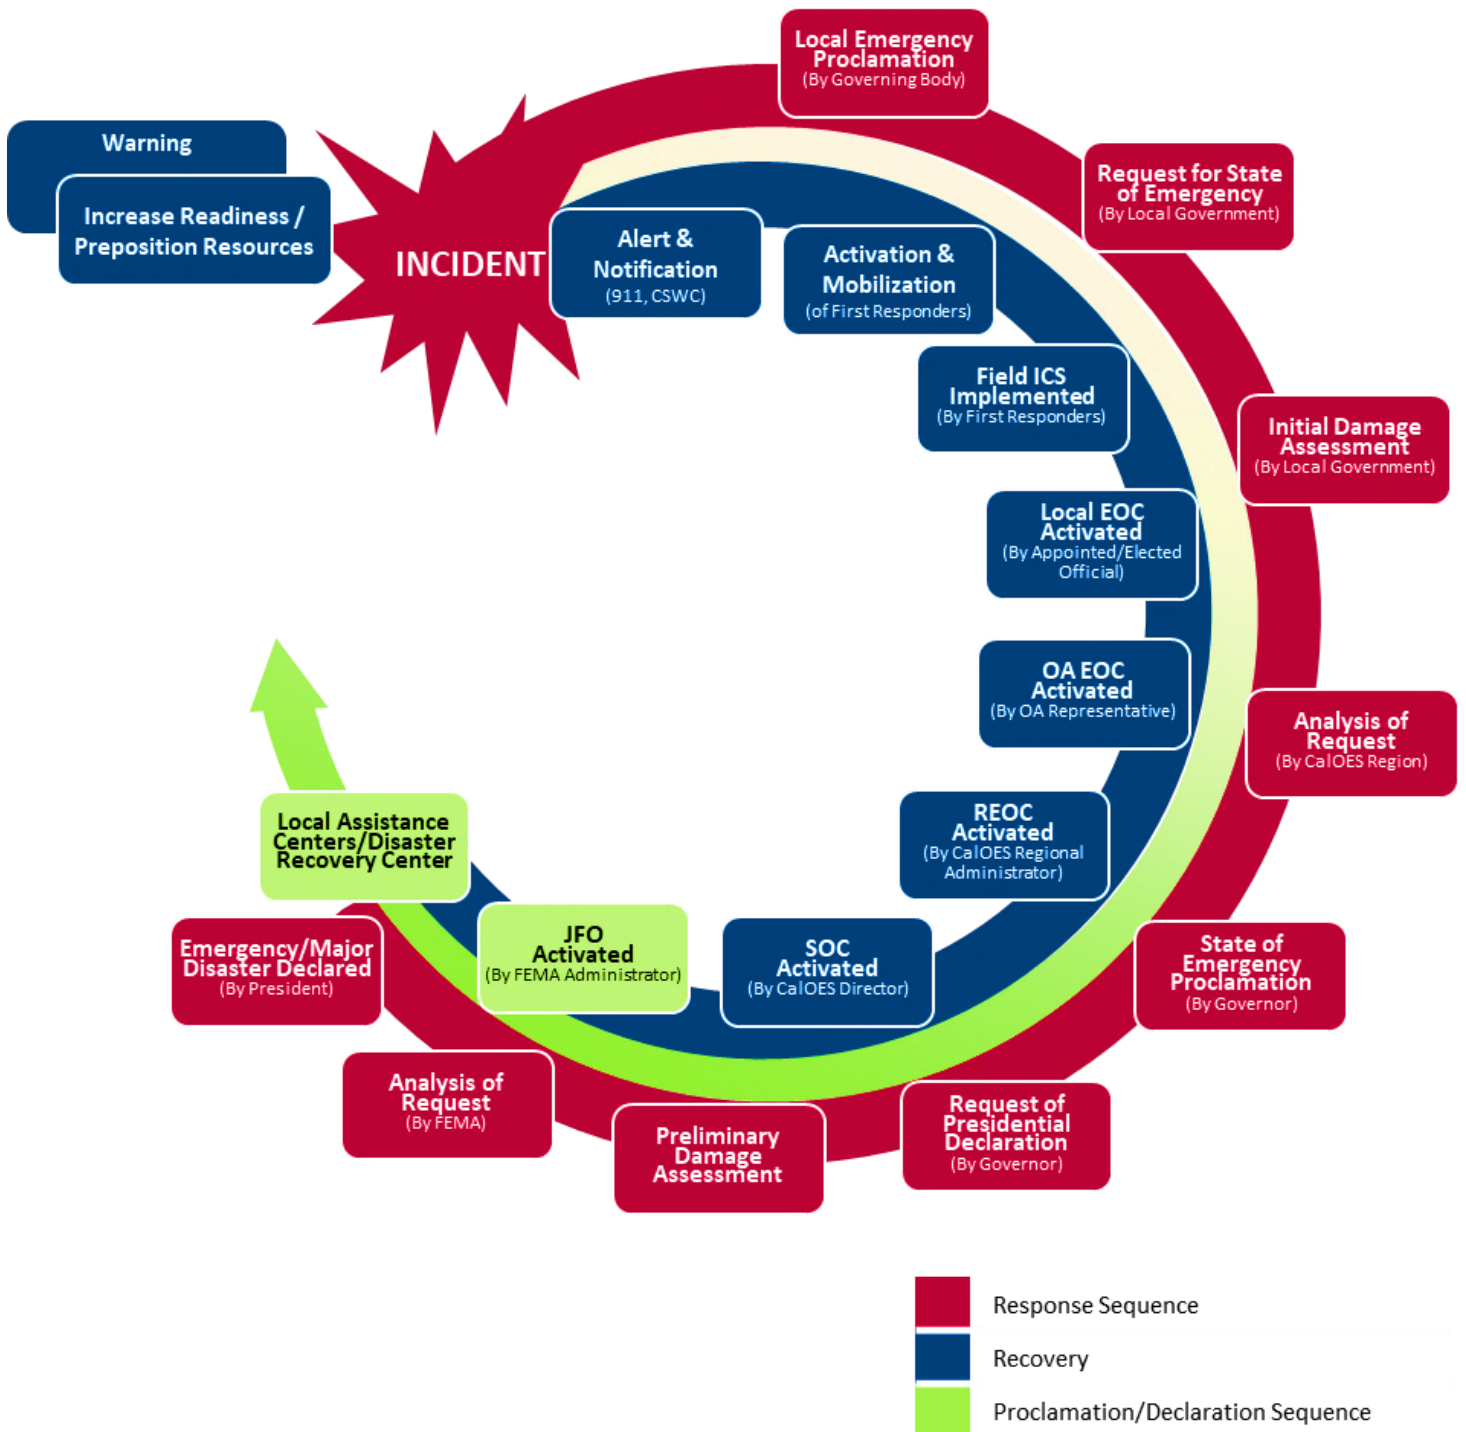 Warning
Increase Readiness /
Preposition Resources
INCIDENT
Alert &
Notification
(911, CSWC)
Activation &
Mobilization
(of First Responders)
Field ICS
Implemented
(By First Responders)
Local EOC
Activated
(By Appointed/Elected
Official)
OA EOC
Activated
(By OA Representative)
REOC
Activated
(By CalOES Regional
Administrator)
SOC
Activated
(By CalOES Director)
JFO
Activated
(By FEMA Administrator)
Local Assistance
Centers/Disaster
Recovery Center
Local Emergency
Proclamation
(By Governing Body)
Request for State
of Emergency
(By Local Government)
Initial Damage
Assessment
(By Local Government)
Analysis of
Request
(By CalOES Region)
State of
Emergency
Proclamation
(By Governor)
Request of
Presidential
Declaration
(By Governor)
Preliminary
Damage
Assessment
Analysis of
Request
(By FEMA)
Emergency/Major
Disaster Declared
(By President)
Response Sequence
Recovery
Proclamation/Declaration Sequence